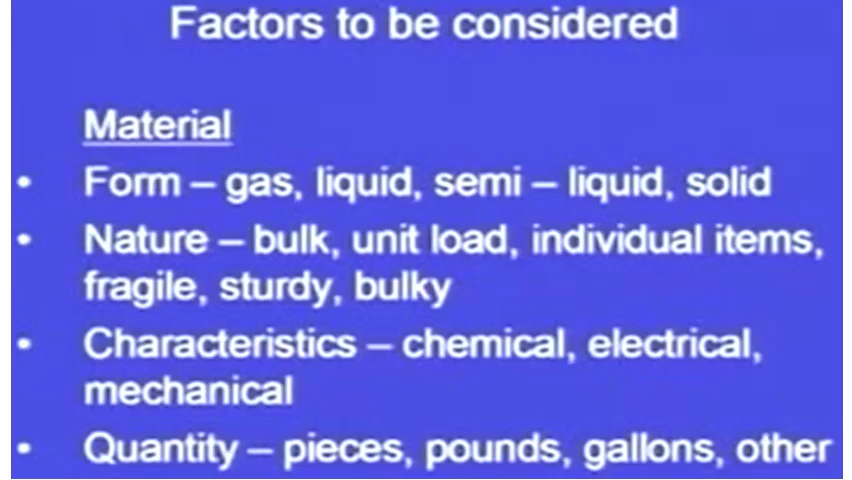 Factors to be considered
Material
• Form – gas, liquid, semi – liquid, solid
• Nature – bulk, unit load, individual items,
fragile, sturdy, bulky
• Characteristics – chemical, electrical,
mechanical
• Quantity – pieces, pounds, gallons, other